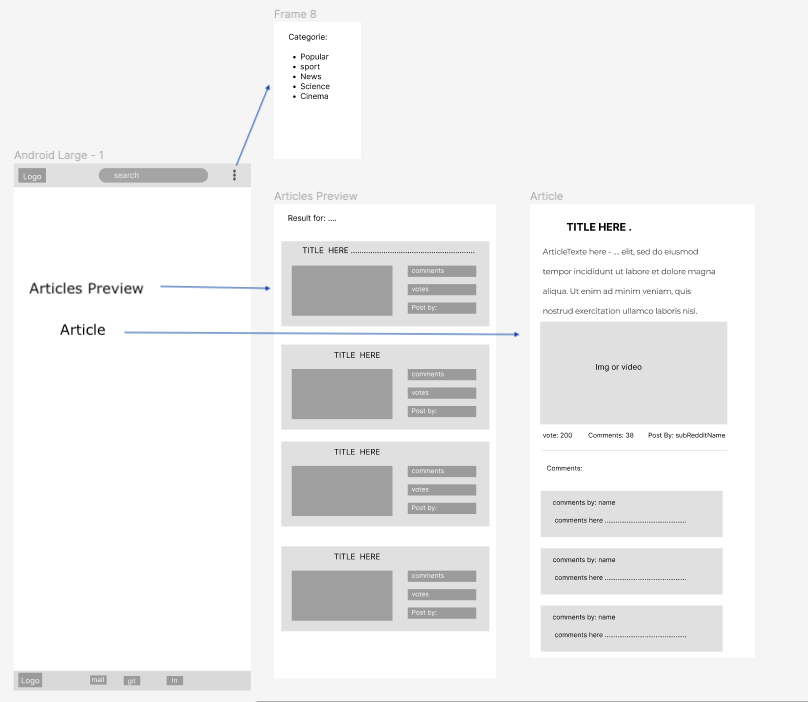 Frame 8
Categorie:
• Popular
• sport
• News
• Science
• Cinema
Android Large - 1
Logo
search
Articles Preview
Article
Logo
mail
git
In
Articles Preview
Result for: ....
TITLE HERE ............................................................
comments
votes
Post by:
TITLE HERE
comments
votes
Post by:
TITLE HERE
comments
votes
Post by:
TITLE HERE
comments
votes
Post by:
Article
TITLE HERE .
ArticleTexte here - ... elit, sed do eiusmod
tempor incididunt ut labore et dolore magna
aliqua. Ut enim ad minim veniam, quis
nostrud exercitation ullamco laboris nisi.
Img or video
vote: 200 Comments: 38 Post By: subRedditName
Comments:
comments by: name
comments here .............................................
comments by: name
comments here .............................................
comments by: name
comments here .............................................